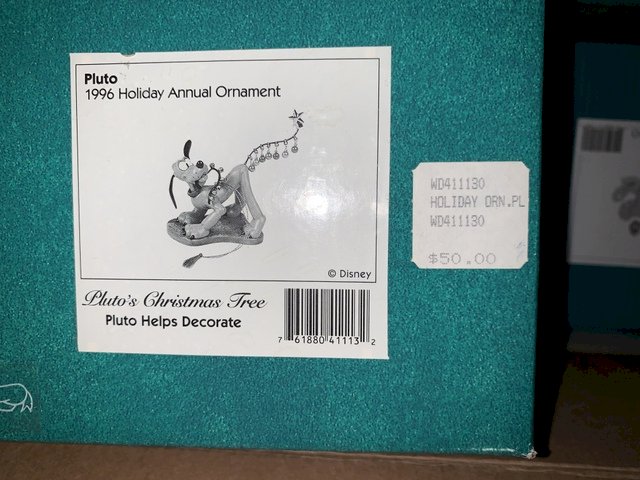 Pluto
1996 Holiday Annual Ornament
© Disney
Pluto's Christmas Tree
Pluto Helps Decorate
7 61880 41113 2
WD411130
HOLIDAY ORN.PL
WD411130
$50.00